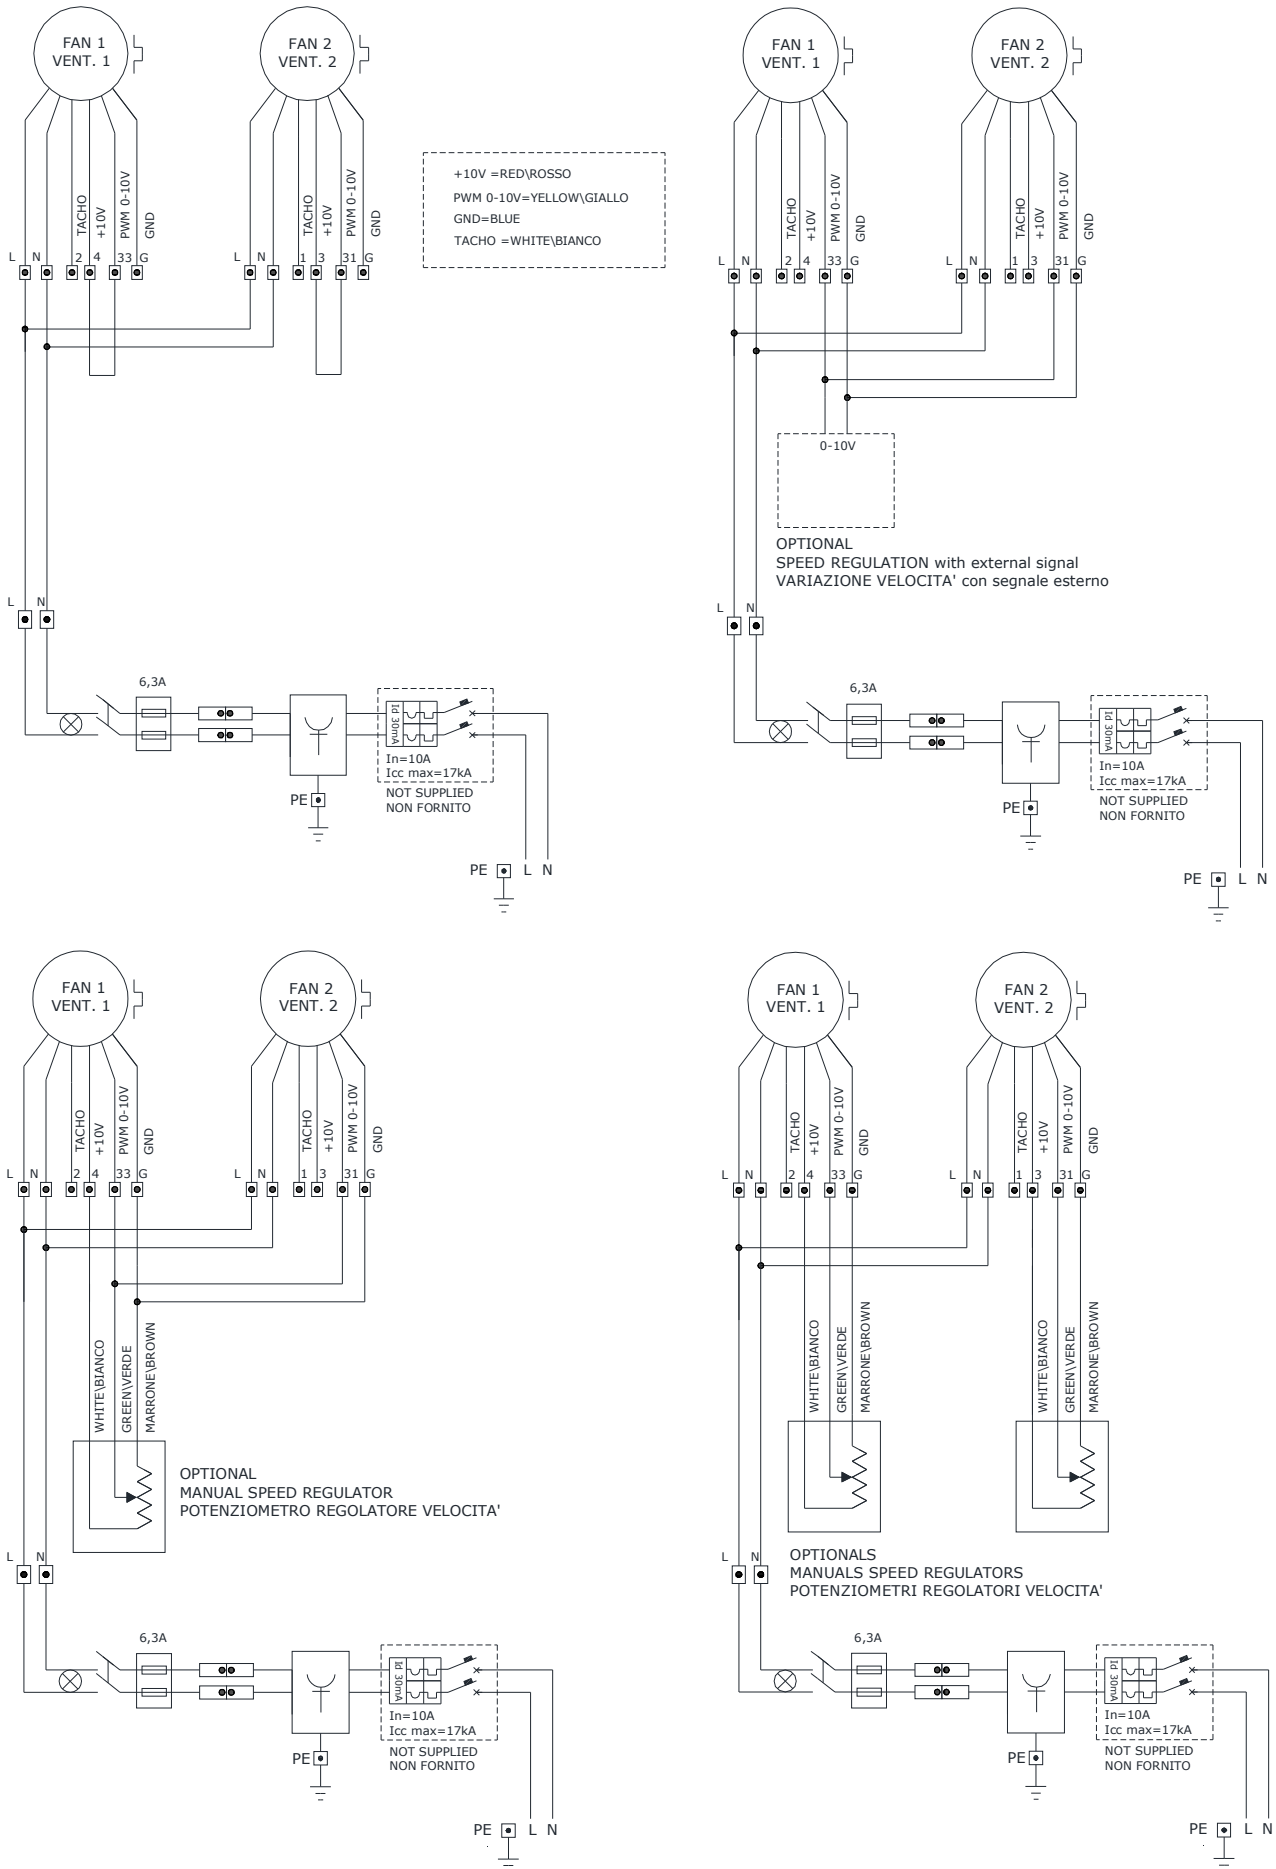 FAN 1
VENT. 1
FAN 2
VENT. 2
TACHO
+10V
PWM 0-10V
GND
TACHO
+10V
PWM 0-10V
GND
L N 2 4 33 G
L N 1 3 31 G
+10V =RED\ROSSO
PWM 0-10V=YELLOW\GIALLO
GND=BLUE
TACHO =WHITE\BIANCO
L N
6,3A
Id 30mA
In=10A
Icc max=17kA
NOT SUPPLIED
NON FORNITO
PE
PE L N
FAN 1
VENT. 1
FAN 2
VENT. 2
TACHO
+10V
PWM 0-10V
GND
TACHO
+10V
PWM 0-10V
GND
L N 2 4 33 G
L N 1 3 31 G
0-10V
OPTIONAL
SPEED REGULATION with external signal
VARIAZIONE VELOCITA' con segnale esterno
L N
6,3A
Id 30mA
In=10A
Icc max=17kA
NOT SUPPLIED
NON FORNITO
PE
PE L N
FAN 1
VENT. 1
FAN 2
VENT. 2
TACHO
+10V
PWM 0-10V
GND
TACHO
+10V
PWM 0-10V
GND
L N 2 4 33 G
L N 1 3 31 G
WHITE\BIANCO
GREEN\VERDE
MARRONE\BROWN
OPTIONAL
MANUAL SPEED REGULATOR
POTENZIOMETRO REGOLATORE VELOCITA'
L N
6,3A
Id 30mA
In=10A
Icc max=17kA
NOT SUPPLIED
NON FORNITO
PE
PE L N
FAN 1
VENT. 1
FAN 2
VENT. 2
TACHO
+10V
PWM 0-10V
GND
TACHO
+10V
PWM 0-10V
GND
L N 2 4 33 G
L N 1 3 31 G
WHITE\BIANCO
GREEN\VERDE
MARRONE\BROWN
WHITE\BIANCO
GREEN\VERDE
MARRONE\BROWN
OPTIONALS
MANUALS SPEED REGULATORS
POTENZIOMETRI REGOLATORI VELOCITA'
L N
6,3A
Id 30mA
In=10A
Icc max=17kA
NOT SUPPLIED
NON FORNITO
PE
PE L N